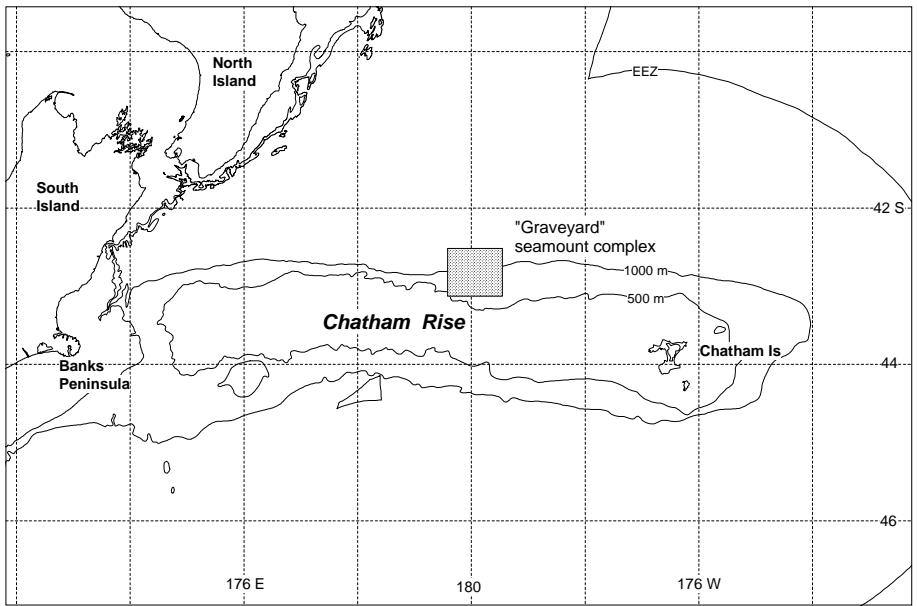 North
Island
EEZ
South
Island
42 S
"Graveyard"
seamount complex
1000 m
500 m
Chatham Rise
Chatham Is
Banks
Peninsula
44
46
176 E
180
176 W